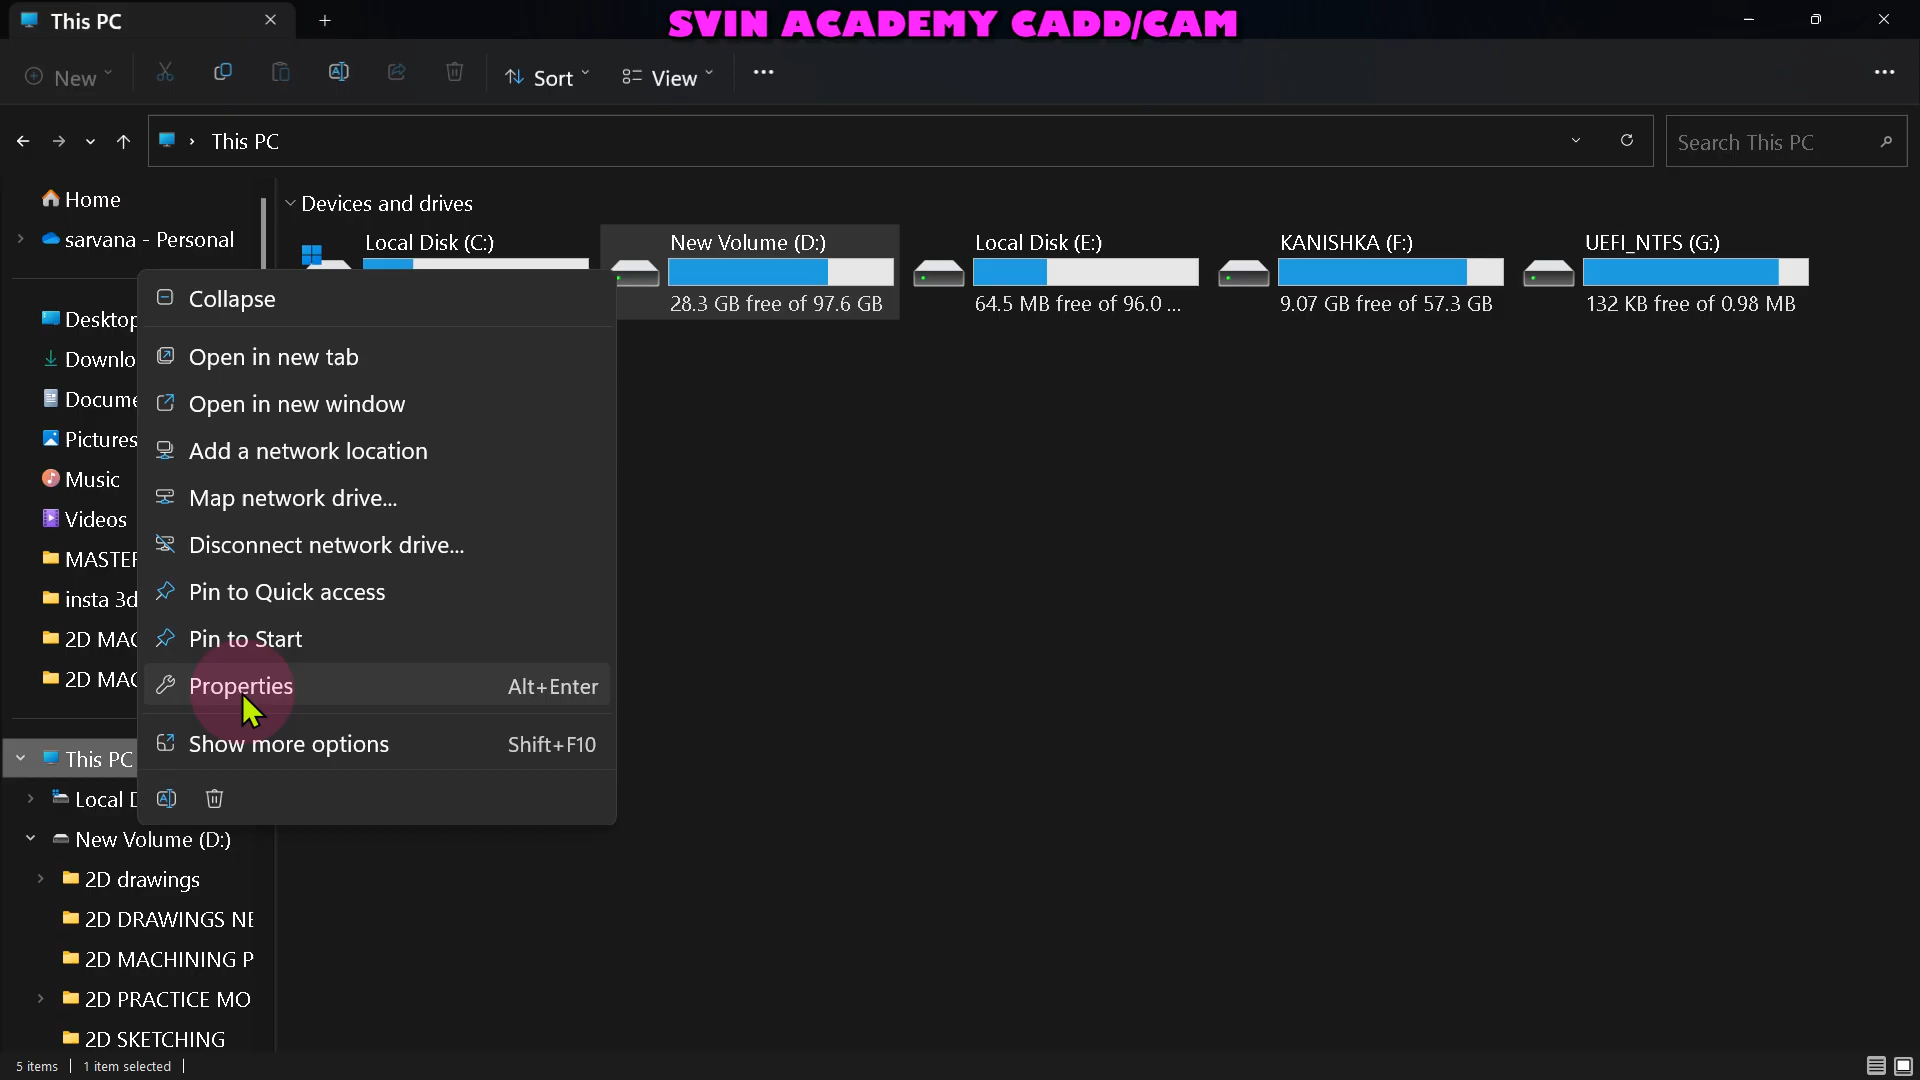 This PC
SVIN ACADEMY CADD/CAM
New
Sort
View
This PC
Search This PC
Home
sarvana - Personal
Desktop
Downlo
Docume
Pictures
Music
Videos
MASTER
insta 3d
2D MAC
2D MAC
This PC
Local D
New Volume (D:)
2D drawings
2D DRAWINGS NE
2D MACHINING P
2D PRACTICE MO
2D SKETCHING
Devices and drives
Local Disk (C:)
New Volume (D:)
28.3 GB free of 97.6 GB
Local Disk (E:)
64.5 MB free of 96.0 ...
KANISHKA (F:)
9.07 GB free of 57.3 GB
UEFI_NTFS (G:)
132 KB free of 0.98 MB
Collapse
Open in new tab
Open in new window
Add a network location
Map network drive...
Disconnect network drive...
Pin to Quick access
Pin to Start
Properties Alt+Enter
Show more options Shift+F10
5 items 1 item selected